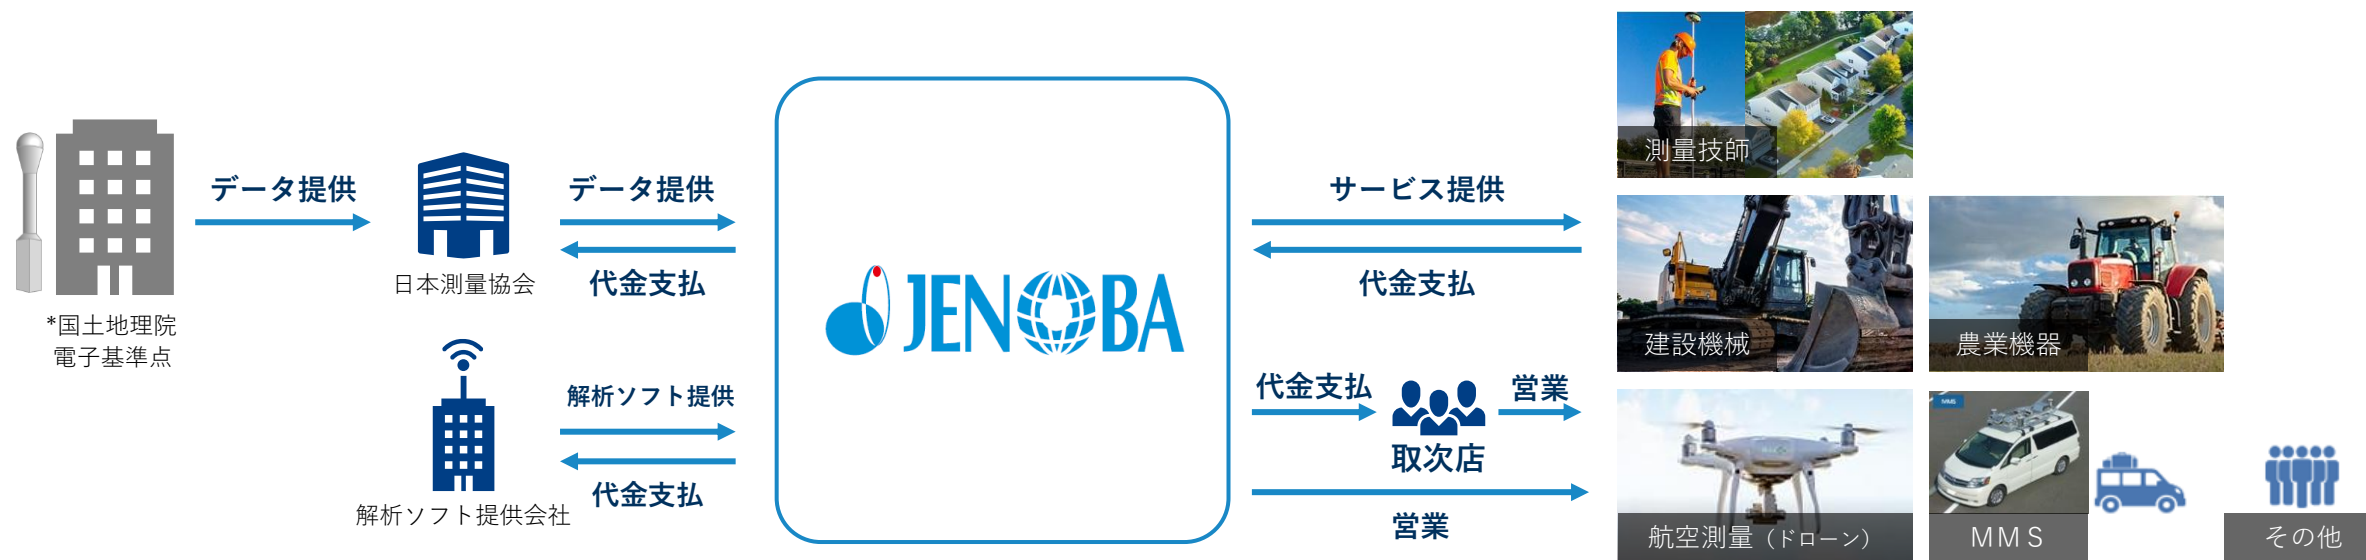 *国土地理院
電子基準点
データ提供
日本測量協会
データ提供
代金支払
解析ソフト提供会社
解析ソフト提供
代金支払
JENOBA
サービス提供
代金支払
代金支払
取次店
営業
営業
測量技師
建設機械
農業機器
航空測量（ドローン）
MMS
ＭＭＳ
その他